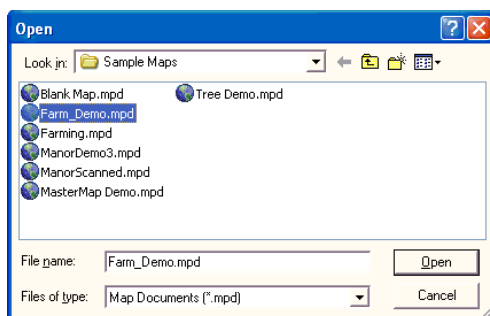 Open
Look in: Sample Maps
Blank Map.mpd Tree Demo.mpd
Farm_Demo.mpd
Farming.mpd
ManorDemo3.mpd
ManorScanned.mpd
MasterMap Demo.mpd
File name: Farm_Demo.mpd Open
Files of type: Map Documents (*.mpd) Cancel